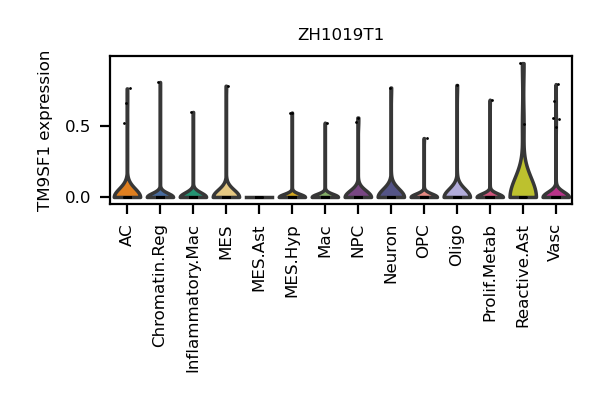 ZH1019T1
TM9SF1 expression
0.5
0.0
AC
Chromatin.Reg
Inflammatory.Mac
MES
MES.Ast
MES.Hyp
Mac
NPC
Neuron
OPC
Oligo
Prolif.Metab
Reactive.Ast
Vasc